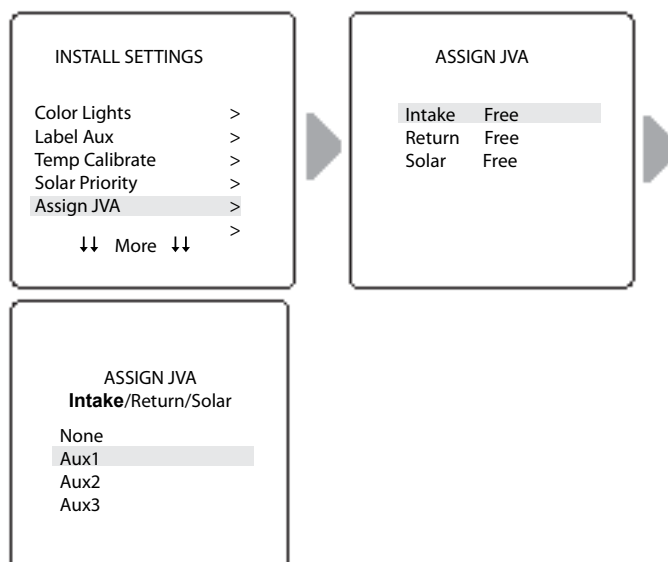 INSTALL SETTINGS
Color Lights >
Label Aux >
Temp Calibrate >
Solar Priority >
Assign JVA >
>
↓↓ More ↓↓
ASSIGN JVA
Intake Free
Return Free
Solar Free
ASSIGN JVA
Intake/Return/Solar
None
Aux1
Aux2
Aux3